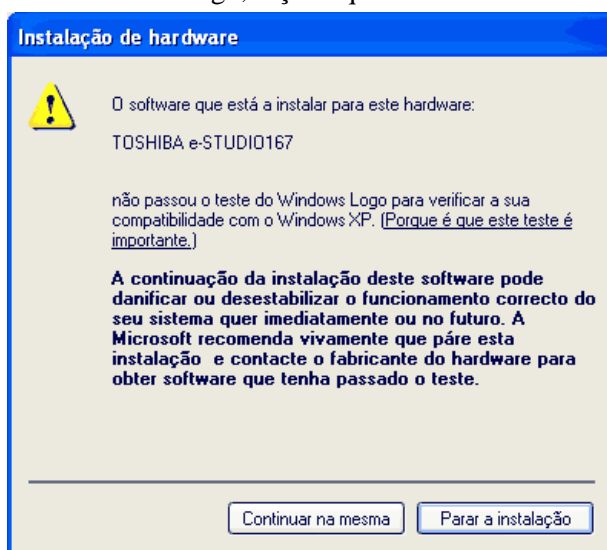 Instalação de hardware
O software que está a instalar para este hardware:
TOSHIBA e-STUDIO167
não passou o teste do Windows Logo para verificar a sua
compatibilidade com o Windows XP. (Porque é que este teste é
importante.)
A continuação da instalação deste software pode
danificar ou desestabilizar o funcionamento correcto do
seu sistema quer imediatamente ou no futuro. A
Microsoft recomenda vivamente que páre esta
instalação e contacte o fabricante do hardware para
obter software que tenha passado o teste.
Continuar na mesma Parar a instalação